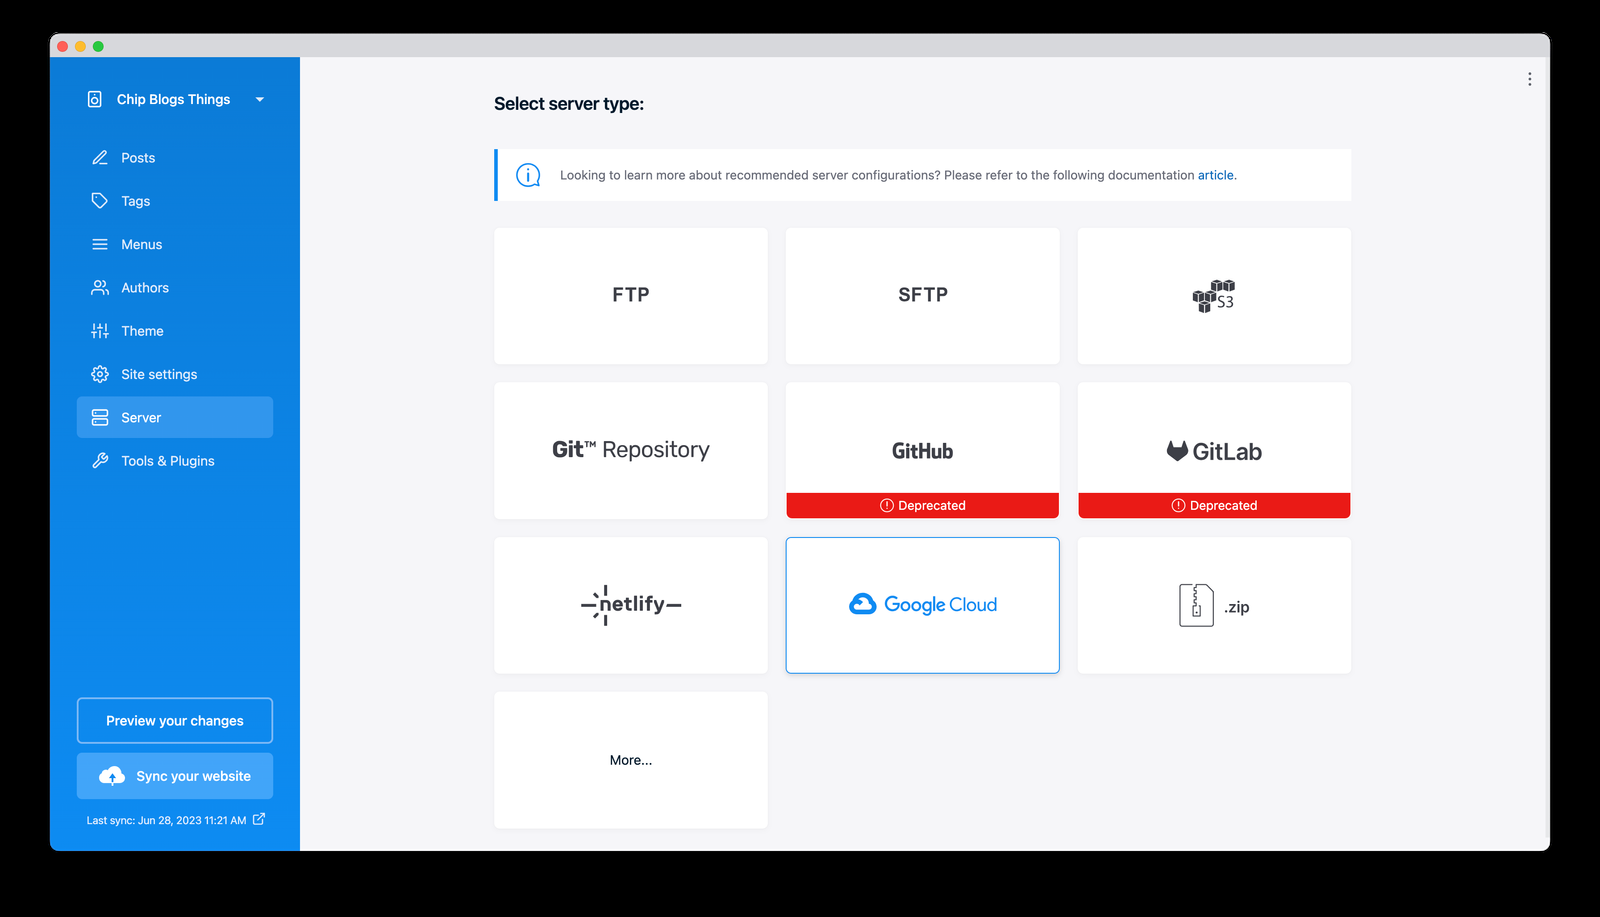 Chip Blogs Things
Posts
Tags
Menus
Authors
Theme
Site settings
Server
Tools & Plugins
Preview your changes
Sync your website
Last sync: Jun 28, 2023 11:21 AM
Select server type:
Looking to learn more about recommended server configurations? Please refer to the following documentation article.
FTP
SFTP
S3
Git™ Repository
GitHub
Deprecated
GitLab
Deprecated
netlify
Google Cloud
.zip
More...